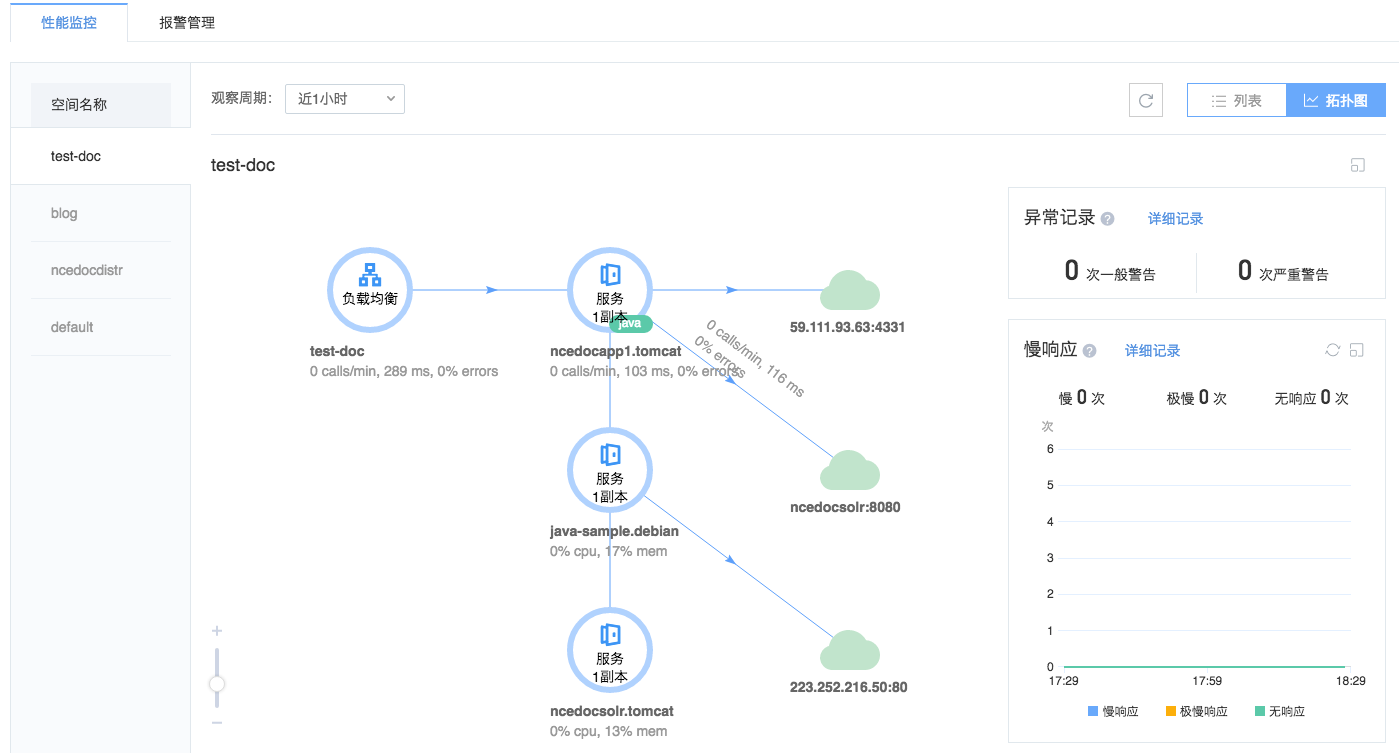 性能监控
报警管理
空间名称
test-doc
blog
ncedocdistr
default
观察周期：
近1小时
列表
拓扑图
test-doc
负载均衡
test-doc
0 calls/min, 289 ms, 0% errors
服务
1副本
java
ncedocapp1.tomcat
0 calls/min, 103 ms, 0% errors
59.111.93.63:4331
0 calls/min, 116 ms
0% errors
服务
1副本
java-sample.debian
0% cpu, 17% mem
ncedocsolr:8080
服务
1副本
ncedocsolr.tomcat
0% cpu, 13% mem
223.252.216.50:80
异常记录 ? 详细记录
0 次一般警告
0 次严重警告
慢响应 ? 详细记录
慢 0 次
极慢 0 次
无响应 0 次
次
6
5
4
3
2
1
0
17:29
17:59
18:29
慢响应
极慢响应
无响应